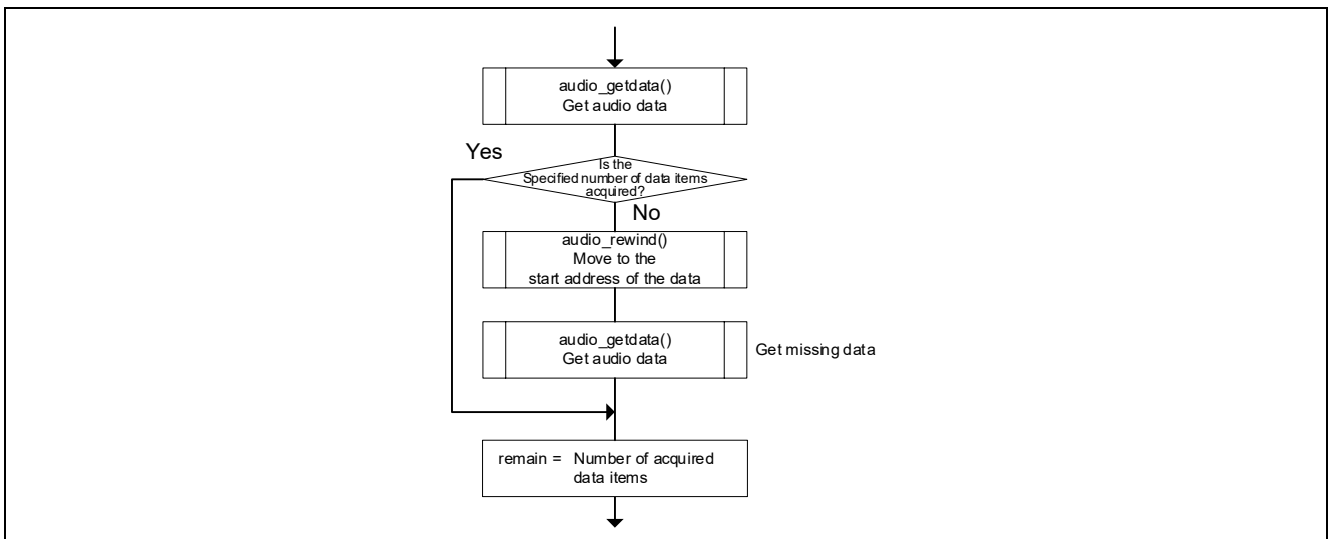 audio_getdata()
Get audio data
Yes
Is the
Specified number of data items
acquired?
No
audio_rewind()
Move to the
start address of the data
audio_getdata()
Get audio data
Get missing data
remain = Number of acquired
data items